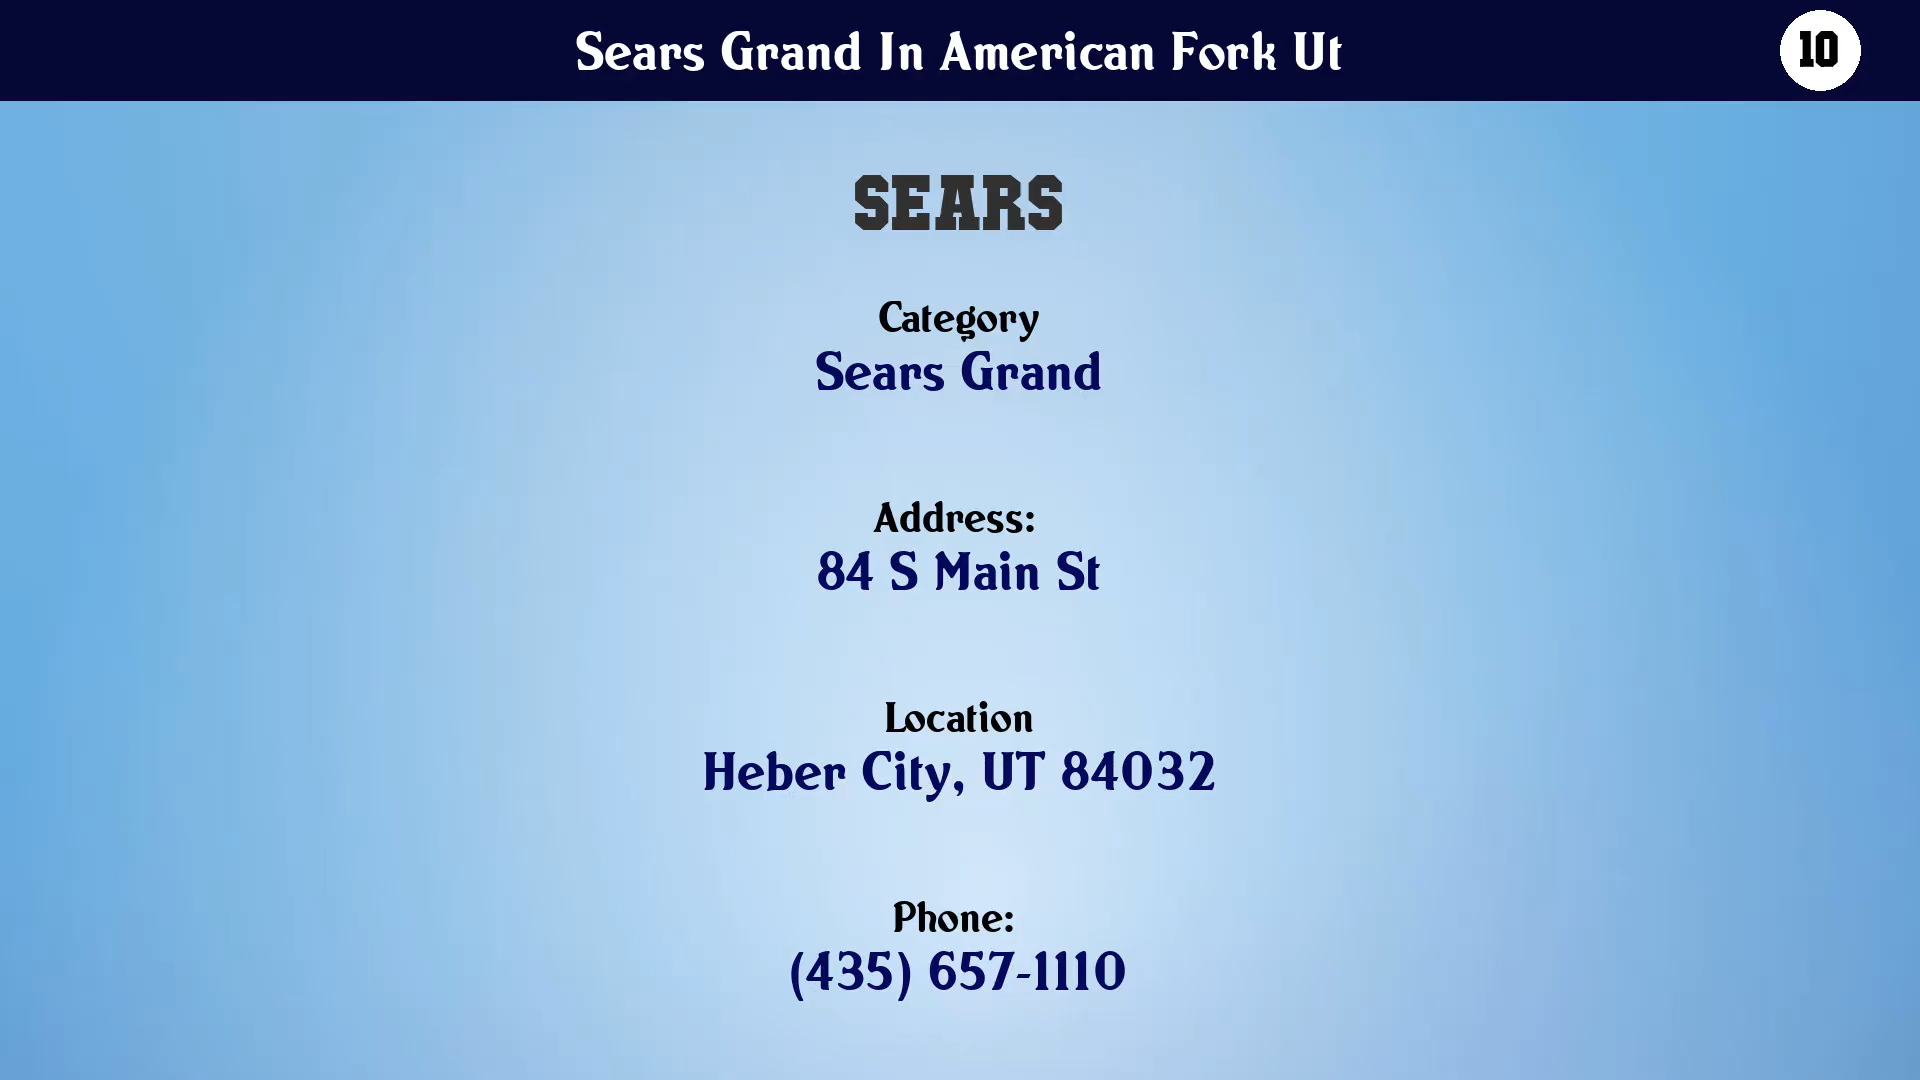 Sears Grand In American Fork Ut
10
SEARS
Category
Sears Grand
Address:
84 S Main St
Location
Heber City, UT 84032
Phone:
(435) 657-1110